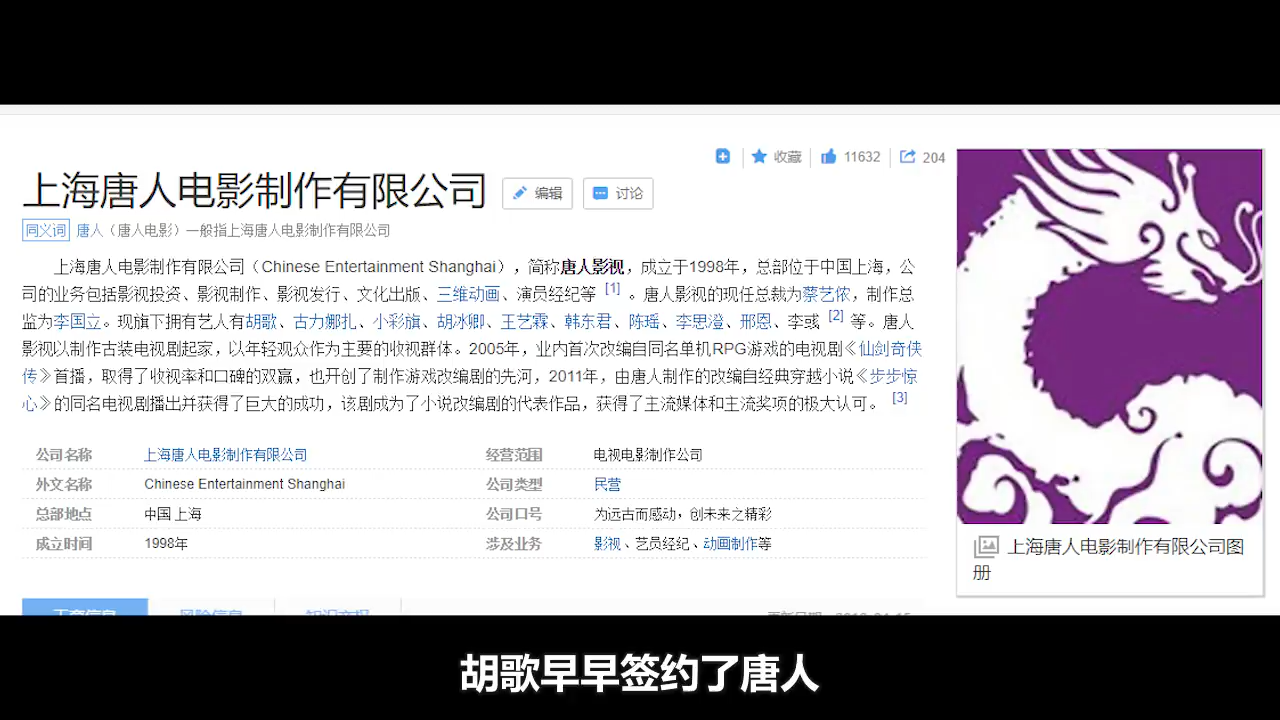 收藏 11632 204
上海唐人电影制作有限公司 编辑 讨论
同义词 唐人（唐人电影）一般指上海唐人电影制作有限公司
上海唐人电影制作有限公司（Chinese Entertainment Shanghai），简称唐人影视，成立于1998年，总部位于中国上海，公
司的业务包括影视投资、影视制作、影视发行、文化出版、三维动画、演员经纪等 [1] 。唐人影视的现任总裁为蔡艺侬，制作总
监为李国立。现旗下拥有艺人有胡歌、古力娜扎、小彩旗、胡冰卿、王艺霖、韩东君、陈瑶、李思澄、邢恩、李彧 [2] 等。唐人
影视以制作古装电视剧起家，以年轻观众作为主要的收视群体。2005年，业内首次改编自同名单机RPG游戏的电视剧《仙剑奇侠
传》首播，取得了收视率和口碑的双赢，也开创了制作游戏改编剧的先河，2011年，由唐人制作的改编自经典穿越小说《步步惊
心》的同名电视剧播出并获得了巨大的成功，该剧成为了小说改编剧的代表作品，获得了主流媒体和主流奖项的极大认可。 [3]
公司名称 上海唐人电影制作有限公司 经营范围 电视电影制作公司
外文名称 Chinese Entertainment Shanghai 公司类型 民营
总部地点 中国 上海 公司口号 为远古而感动，创未来之精彩
成立时间 1998年 涉及业务 影视、艺员经纪、动画制作等
上海唐人电影制作有限公司图
册
胡歌早早签约了唐人